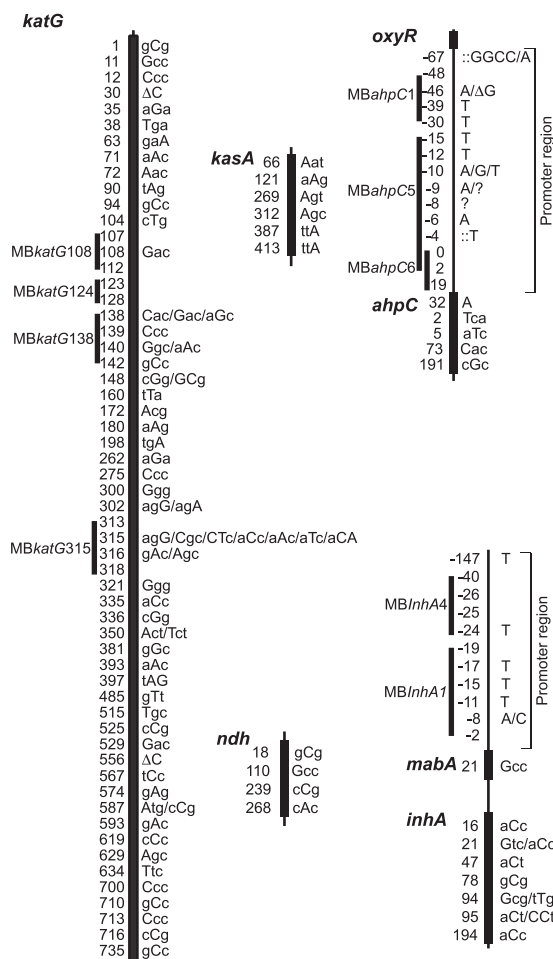 katG
1 gCg
11 Gcc
12 Ccc
30 ΔC
35 aGa
38 Tga
63 gaA
71 aAc
72 Aac
90 tAg
94 gCc
104 cTg
107
MBkatG108 108 Gac
112
123
MBkatG124
128
138 Cac/Gac/aGc
139 Ccc
MBkatG138
140 Ggc/aAc
142 gCc
148 cGg/GCg
160 tTa
172 Acg
180 aAg
198 tgA
262 aGa
275 Ccc
300 Ggg
302 agG/agA
313
315 agG/Cgc/CTc/aCc/aAc/aTc/aCA
MBkatG315
316 gAc/Agc
318
321 Ggg
335 aCc
336 cGg
350 Act/Tct
381 gGc
393 aAc
397 tAG
485 gTt
515 Tgc
525 cCg
529 Gac
556 ΔC
567 tCc
574 gAg
587 Atg/cCg
593 gAc
619 cCc
629 Agc
634 Ttc
700 Ccc
710 gCc
713 Ccc
716 cCg
735 gCc
kasA
66 Aat
121 aAg
269 Agt
312 Agc
387 ttA
413 ttA
ndh
18 gCg
110 Gcc
239 cCg
268 cAc
oxyR
-67 ::GGCC/A
-48
MBahpC1 -46 A/ΔG
-39 T
-30 T
-15 T
-12 T
-10 A/G/T
MBahpC5 -9 A/?
-8 ?
-6 A
-4 ::T
0
MBahpC6 2
19
Promoter region
ahpC
32 A
2 Tca
5 aTc
73 Cac
191 cGc
-147 T
-40
MBInhA4 -26
-25
-24 T
-19
-17 T
MBInhA1 -15 T
-11 T
-8 A/C
-2
Promoter region
mabA 21 Gcc
inhA
16 aCc
21 Gtc/aCc
47 aCt
78 gCg
94 Gcg/tTg
95 aCt/CCt
194 aCc